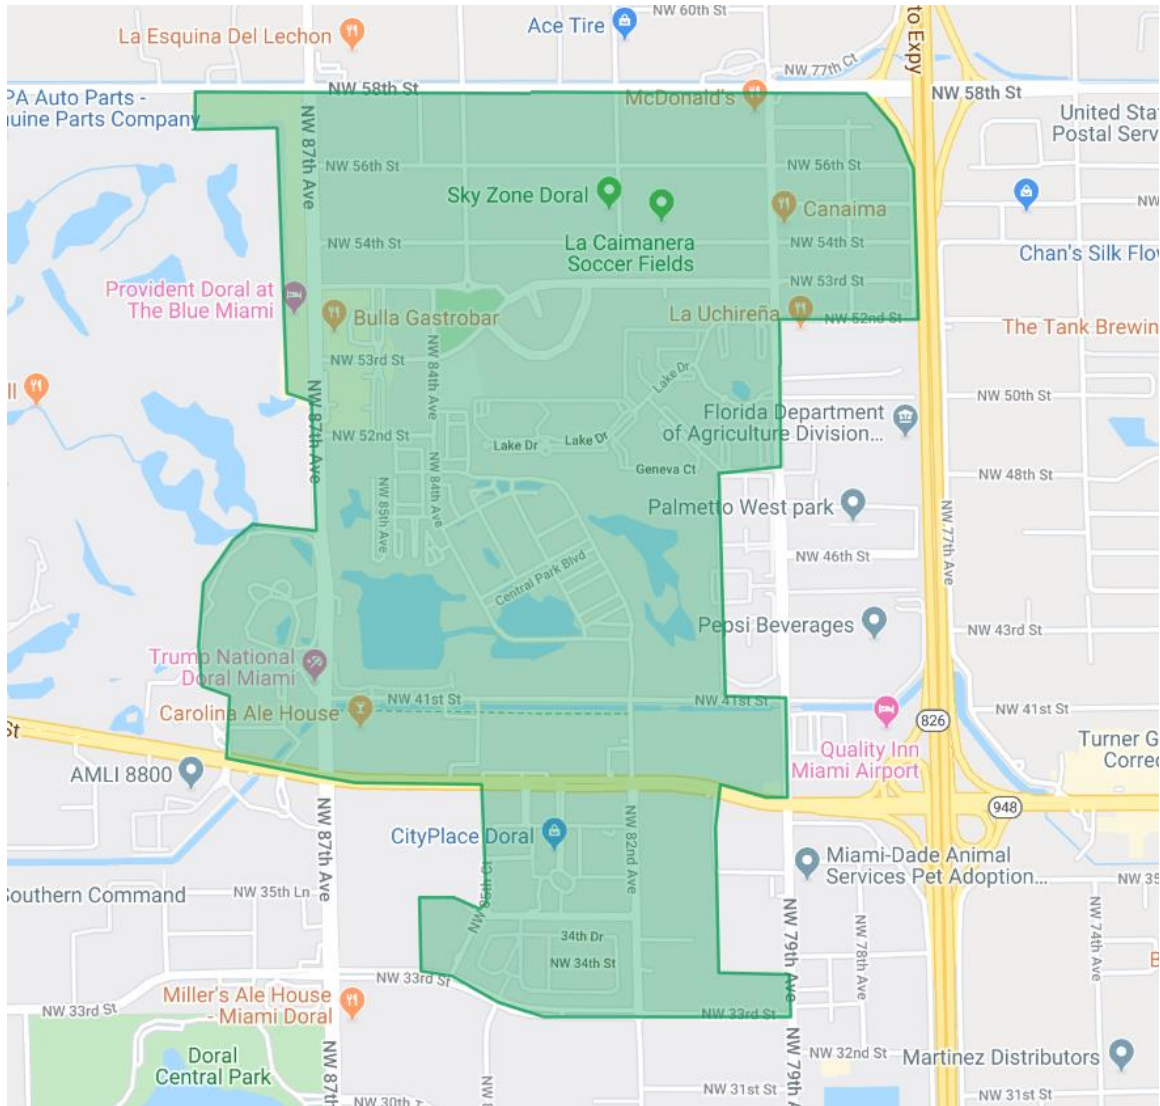 NW 60th St
to Expy
La Esquina Del Lechon
Ace Tire
NW 77th Ct
NW 58th St
McDonald's
NW 58th St
PA Auto Parts -
uine Parts Company
United Stat
Postal Serv
NW 87th Ave
NW 56th St
NW 56th St
Sky Zone Doral
Canaima
NW
La Caimanera
Soccer Fields
NW 54th St
NW 54th St
Chan's Silk Flo
Provident Doral at
The Blue Miami
NW 53rd St
Bulla Gastrobar
La Uchireña
NW 52nd St
The Tank Brewin
NW 53rd St
NW 84th Ave
Lake Dr
ll
NW 50th St
Florida Department
of Agriculture Division...
NW 87th Ave
NW 52nd St
Lake Dr
Lake Dr
Geneva Ct
NW 48th St
NW 84th Ave
NW 85th Ave
Palmetto West park
NW 77th Ave
NW 46th St
Central Park Blvd
Pepsi Beverages
NW 43rd St
Trump National
Doral Miami
NW 41st St
NW 41st St
NW 41st St
Carolina Ale House
826
St
Quality Inn
Miami Airport
Turner G
Correc
AMLI 8800
948
NW 87th Ave
NW 82nd Ave
CityPlace Doral
Miami-Dade Animal
Services Pet Adoption...
NW 35
Southern Command
NW 35th Ln
NW 85th Ct
NW 79th Ave
NW 78th Ave
NW 74th Ave
34th Dr
NW 34th St
B
NW 33rd St
Miller's Ale House
- Miami Doral
NW 33rd St
NW 33rd St
NW 87th
NW 79th A
NW 32nd St
Martinez Distributors
Doral
Central Park
NW 8
NW 31st St
NW 31st St
NW 30th T